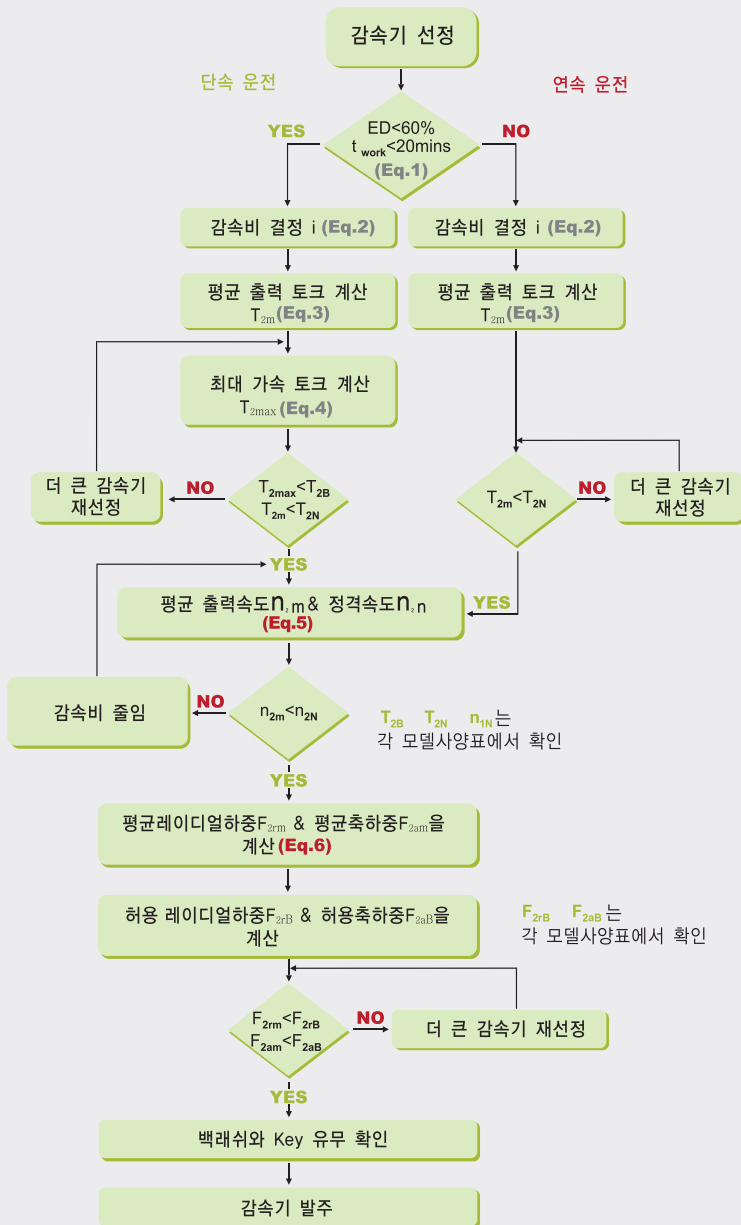 감속기 선정
단속 운전
연속 운전
YES
ED<60%
t work<20mins
(Eq.1)
NO
감속비 결정 i (Eq.2)
감속비 결정 i (Eq.2)
평균 출력 토크 계산
T2m(Eq.3)
평균 출력 토크 계산
T2m(Eq.3)
최대 가속 토크 계산
T2max (Eq.4)
더 큰 감속기
재선정
NO
T2max<T2B
T2m<T2N
T2m<T2N
NO
더 큰 감속기
재선정
YES
평균 출력속도n2m & 정격속도n2n
(Eq.5)
YES
감속비 줄임
NO
n2m<n2N
T2B T2N n1N는
각 모델사양표에서 확인
YES
평균레이디얼하중F2rm & 평균축하중F2am을
계산(Eq.6)
허용 레이디얼하중F2rB & 허용축하중F2aB을
계산
F2rB F2aB는
각 모델사양표에서 확인
F2rm<F2rB
F2am<F2aB
NO
더 큰 감속기 재선정
YES
백래쉬와 Key 유무 확인
감속기 발주